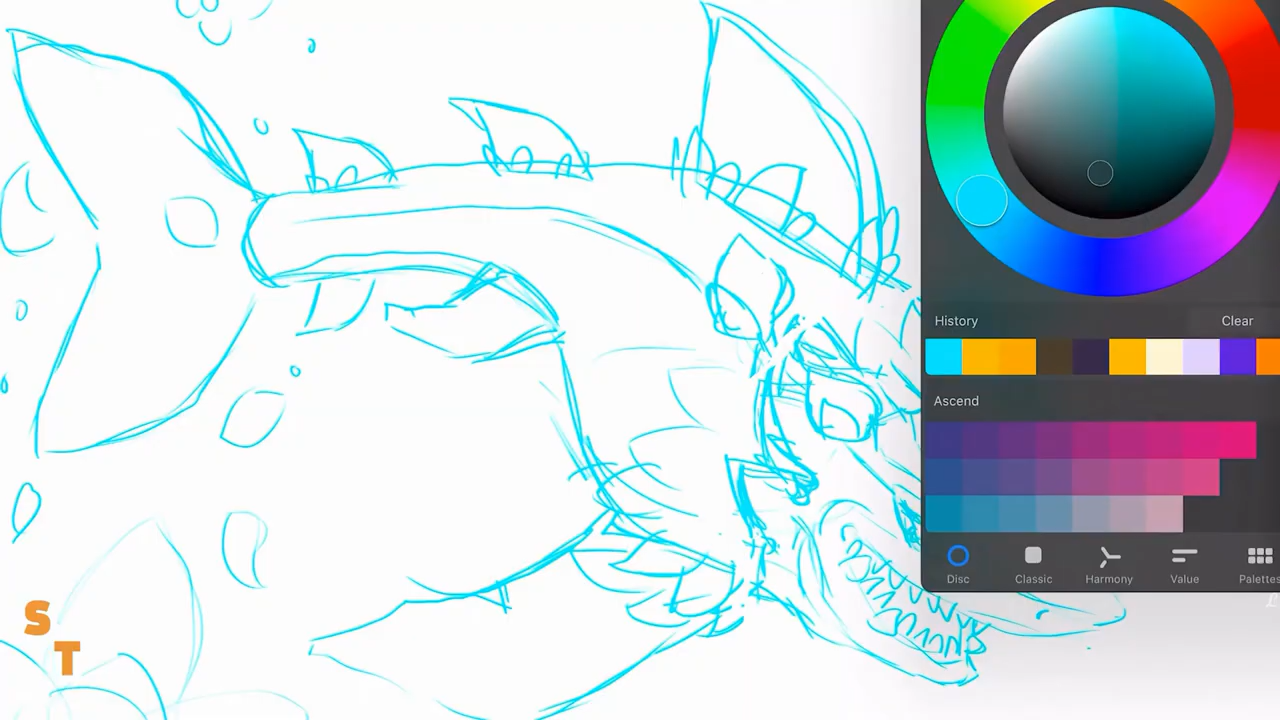 History Clear
Ascend
Disc Classic Harmony Value Palettes
S
T